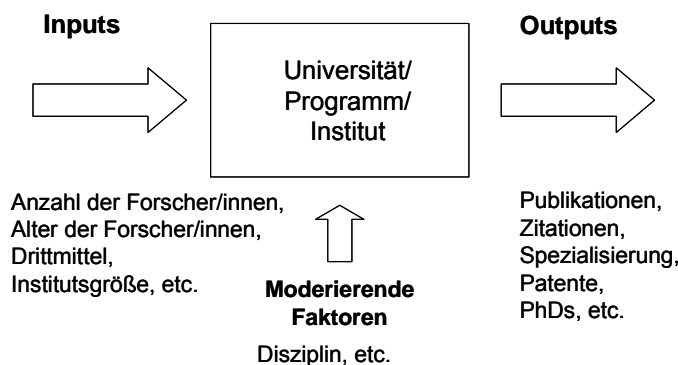 Inputs
Universität/
Programm/
Institut
Outputs
Anzahl der Forscher/innen,
Alter der Forscher/innen,
Drittmittel,
Institutsgröße, etc.
Moderierende
Faktoren
Disziplin, etc.
Publikationen,
Zitationen,
Spezialisierung,
Patente,
PhDs, etc.